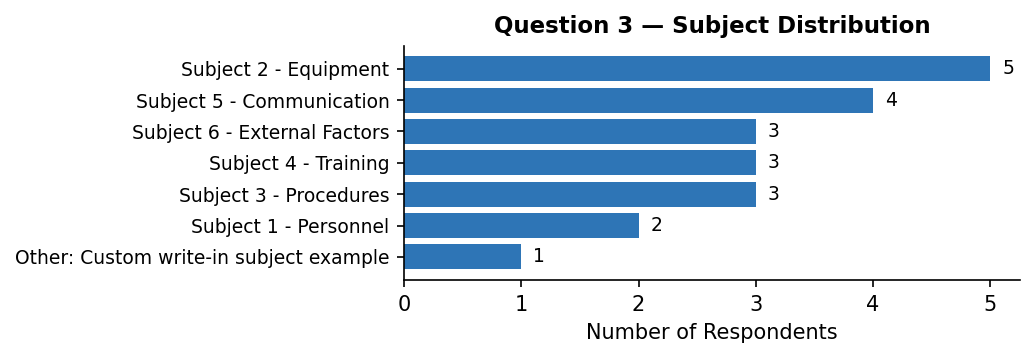 Question 3 — Subject Distribution
Subject 2 - Equipment 5
Subject 5 - Communication 4
Subject 6 - External Factors 3
Subject 4 - Training 3
Subject 3 - Procedures 3
Subject 1 - Personnel 2
Other: Custom write-in subject example 1
0 1 2 3 4 5
Number of Respondents